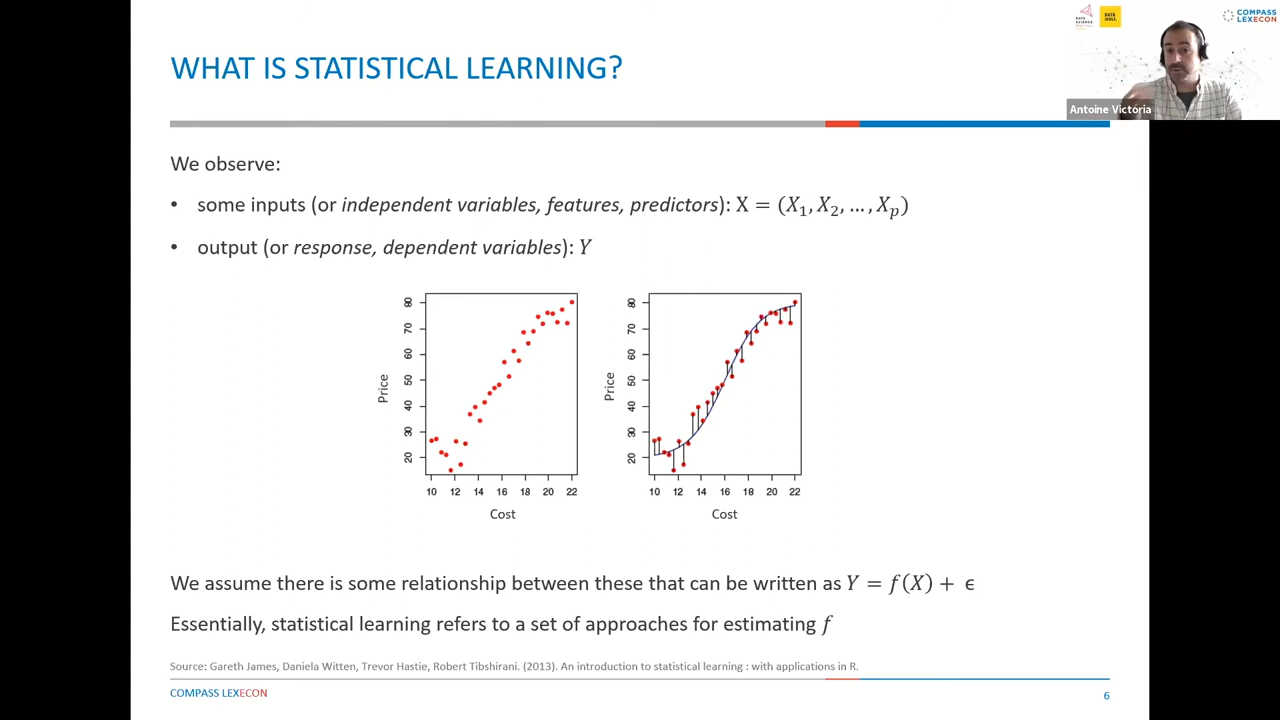 DATA SCIENCE
COMPASS
LEXECON
Antoine Victoria
WHAT IS STATISTICAL LEARNING?
We observe:
• some inputs (or independent variables, features, predictors): X = (X₁, X₂, … , Xₚ)
• output (or response, dependent variables): Y
80
70
60
50
40
30
20
Price
10 12 14 16 18 20 22
Cost
80
70
60
50
40
30
20
Price
10 12 14 16 18 20 22
Cost
We assume there is some relationship between these that can be written as Y = f(X) + ϵ
Essentially, statistical learning refers to a set of approaches for estimating f
Source: Gareth James, Daniela Witten, Trevor Hastie, Robert Tibshirani. (2013). An introduction to statistical learning : with applications in R.
COMPASS LEXECON
6